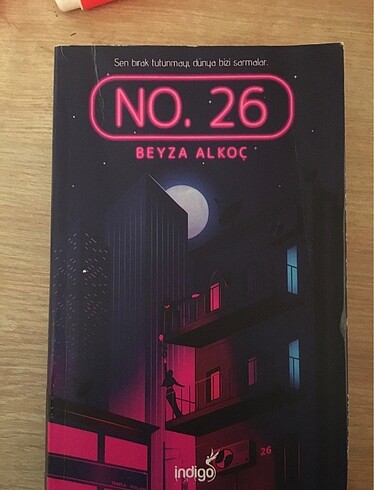 Sen bırak tutunmayı, dünya bizi sarmalar.
NO. 26
BEYZA ALKOÇ
26
indigo